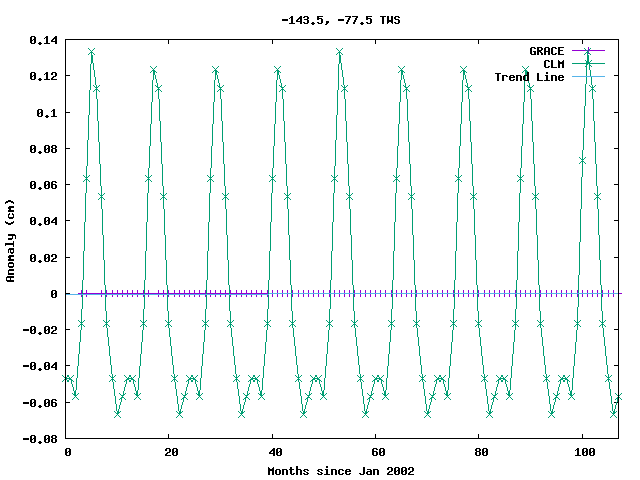 -143.5, -77.5 TWS
GRACE
CLM
Trend Line
0.14
0.12
0.1
0.08
0.06
0.04
0.02
0
-0.02
-0.04
-0.06
-0.08
Anomaly (cm)
0 20 40 60 80 100
Months since Jan 2002